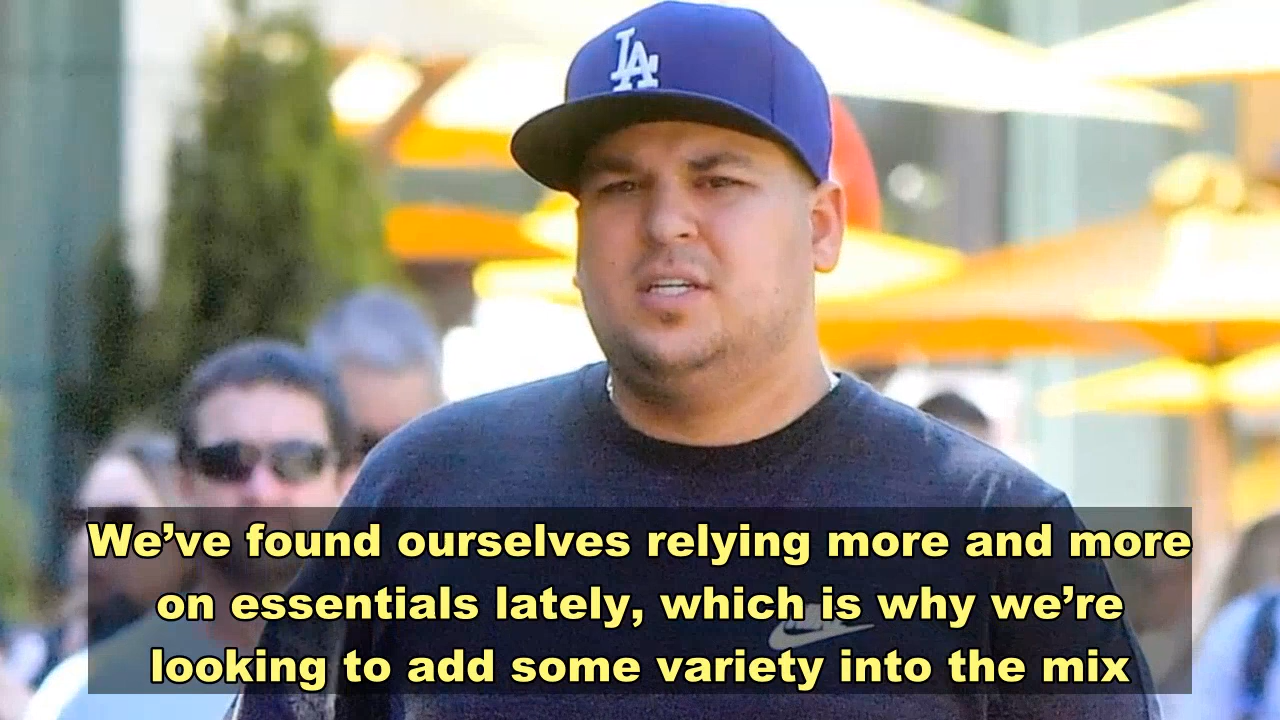 LA
We’ve found ourselves relying more and more
on essentials lately, which is why we’re
looking to add some variety into the mix